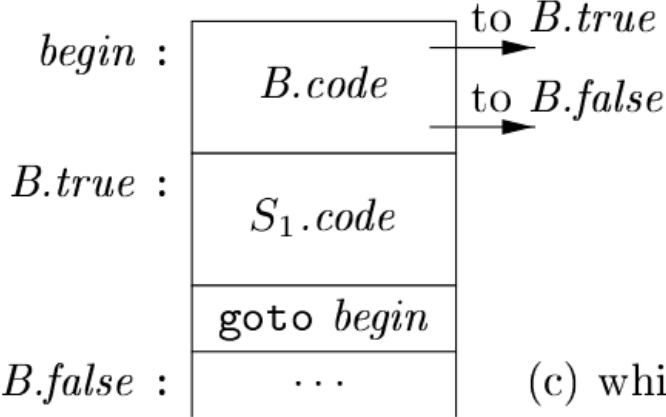 to B.true
begin :
B.code
to B.false
B.true :
S₁.code
goto begin
B.false :
...
(c) whi